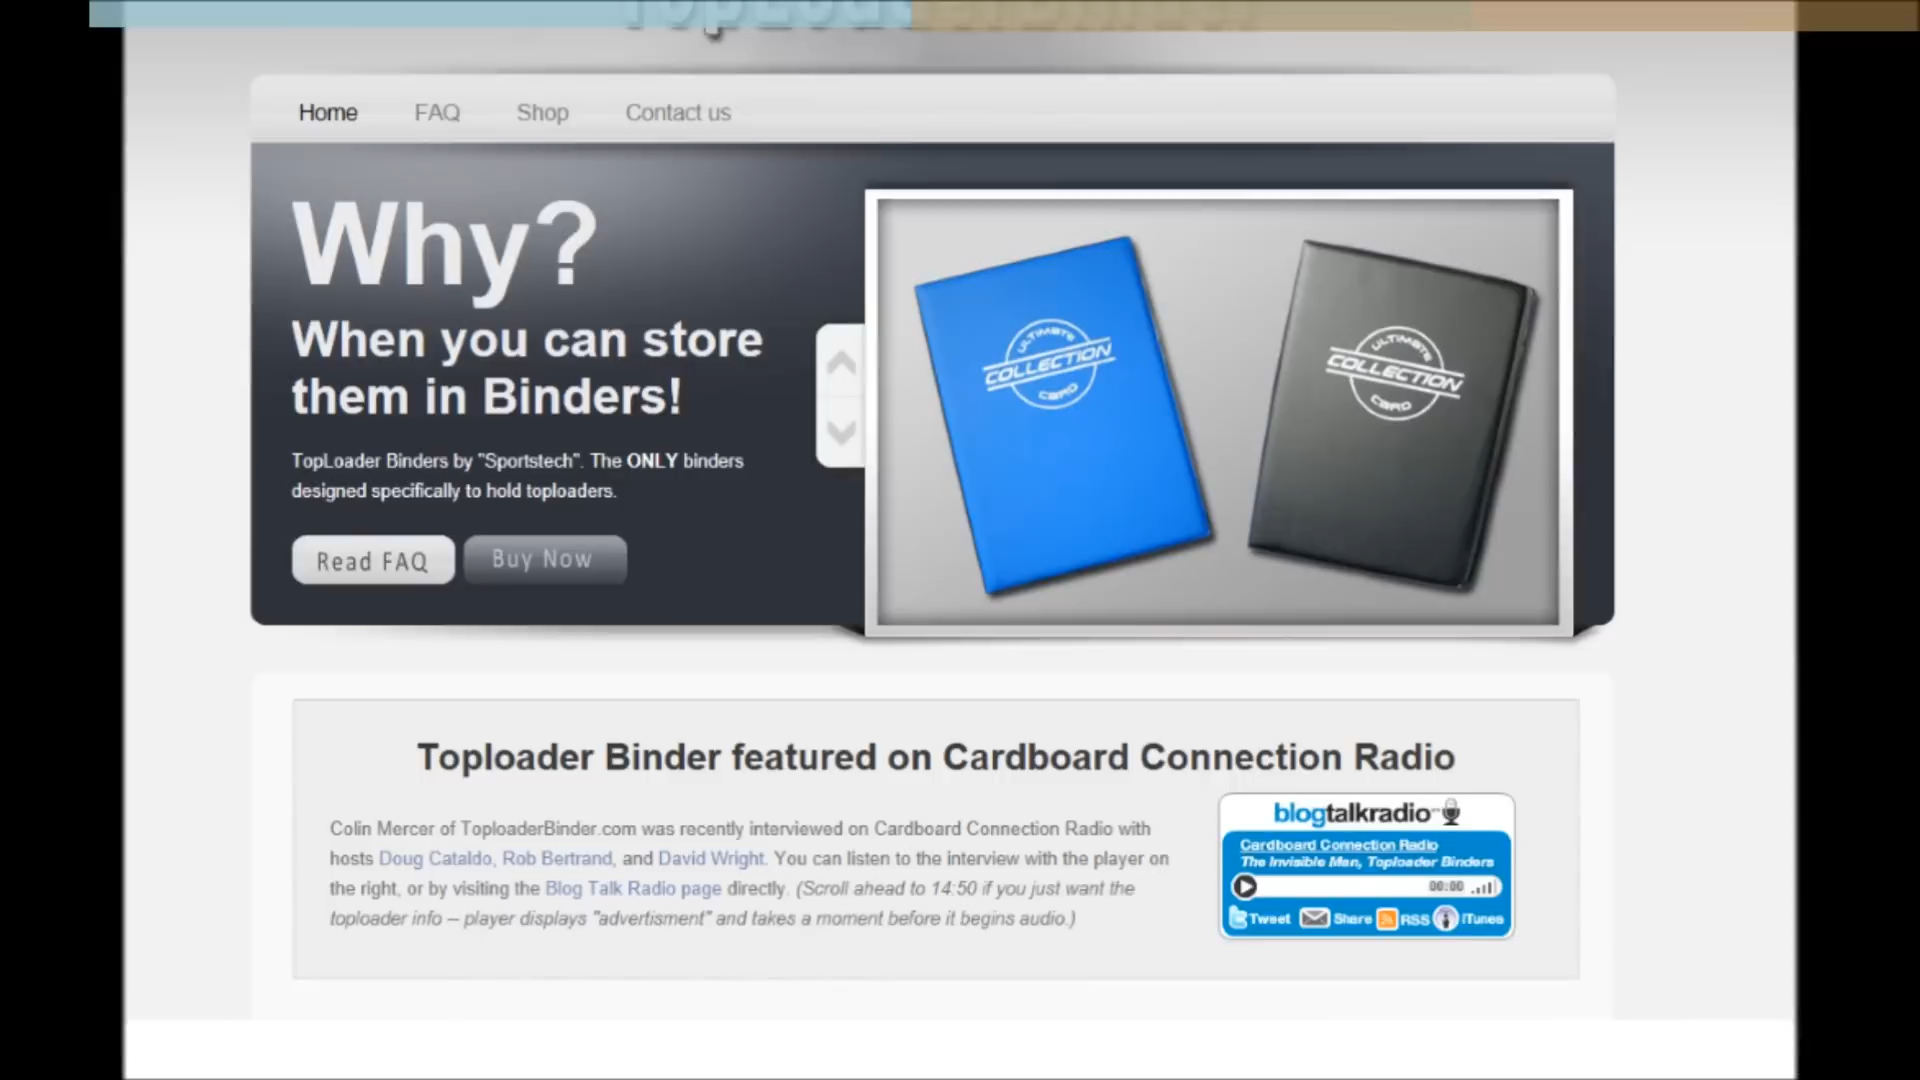 TopLoaderBinder
Home FAQ Shop Contact us
Why?
When you can store
them in Binders!
TopLoader Binders by "Sportstech". The ONLY binders
designed specifically to hold toploaders.
Read FAQ Buy Now
ULTIMATE
COLLECTION
CARD
ULTIMATE
COLLECTION
CARD
Toploader Binder featured on Cardboard Connection Radio
Colin Mercer of ToploaderBinder.com was recently interviewed on Cardboard Connection Radio with
hosts Doug Cataldo, Rob Bertrand, and David Wright. You can listen to the interview with the player on
the right, or by visiting the Blog Talk Radio page directly. (Scroll ahead to 14:50 if you just want the
toploader info – player displays "advertisment" and takes a moment before it begins audio.)
blogtalkradio
Cardboard Connection Radio
The Invisible Man, Toploader Binders
00:00
Tweet Share RSS iTunes